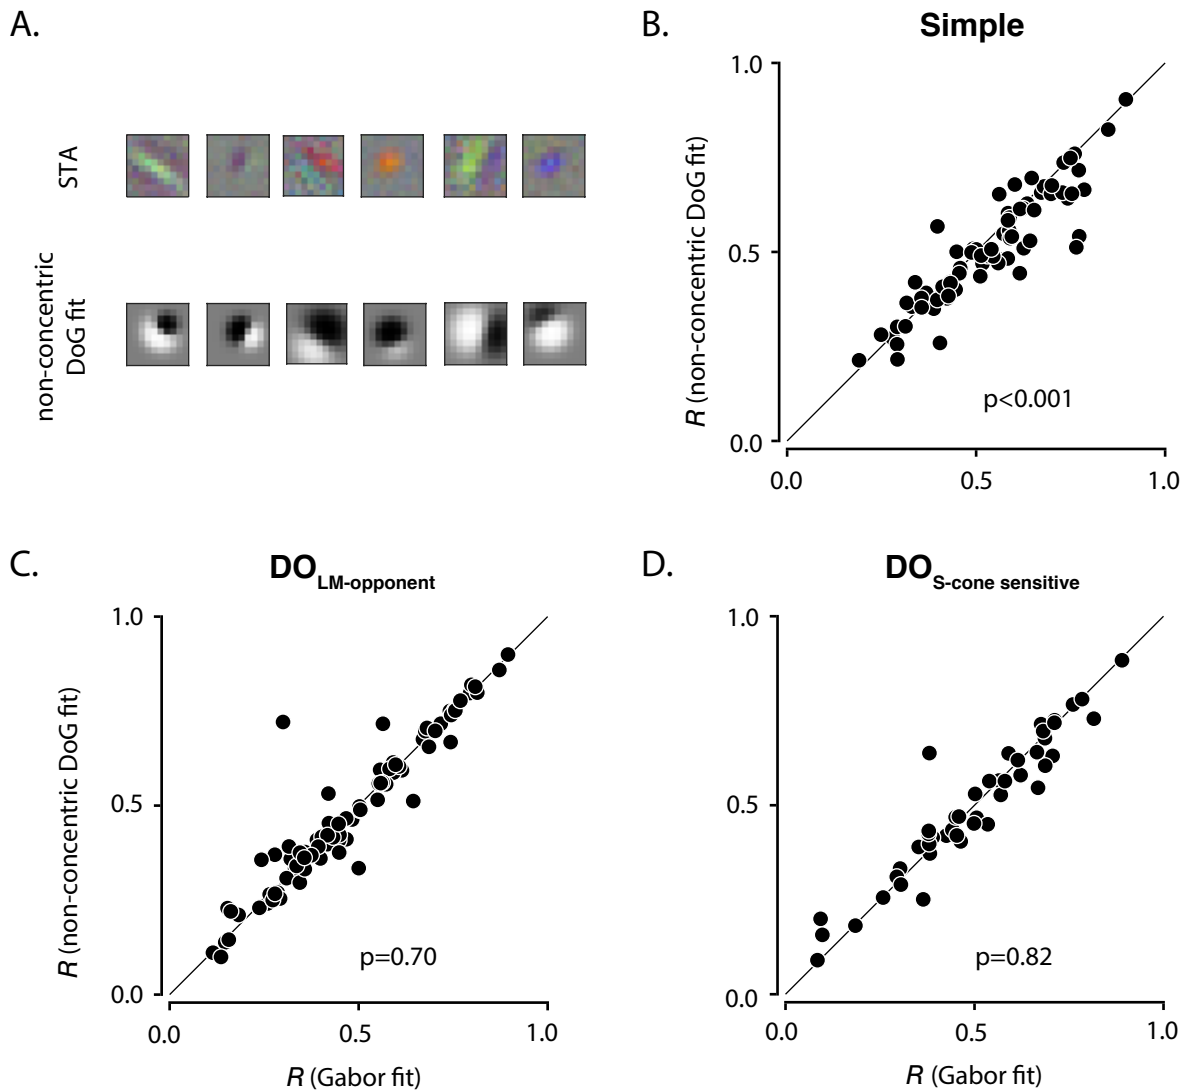 A.
STA
non-concentric
DoG fit
B.
Simple
R (non-concentric DoG fit)
1.0
0.5
0.0
p<0.001
0.0 0.5 1.0
C.
DO LM-opponent
R (non-concentric DoG fit)
1.0
0.5
0.0
p=0.70
0.0 0.5 1.0
R (Gabor fit)
D.
DO S-cone sensitive
1.0
0.5
0.0
p=0.82
0.0 0.5 1.0
R (Gabor fit)